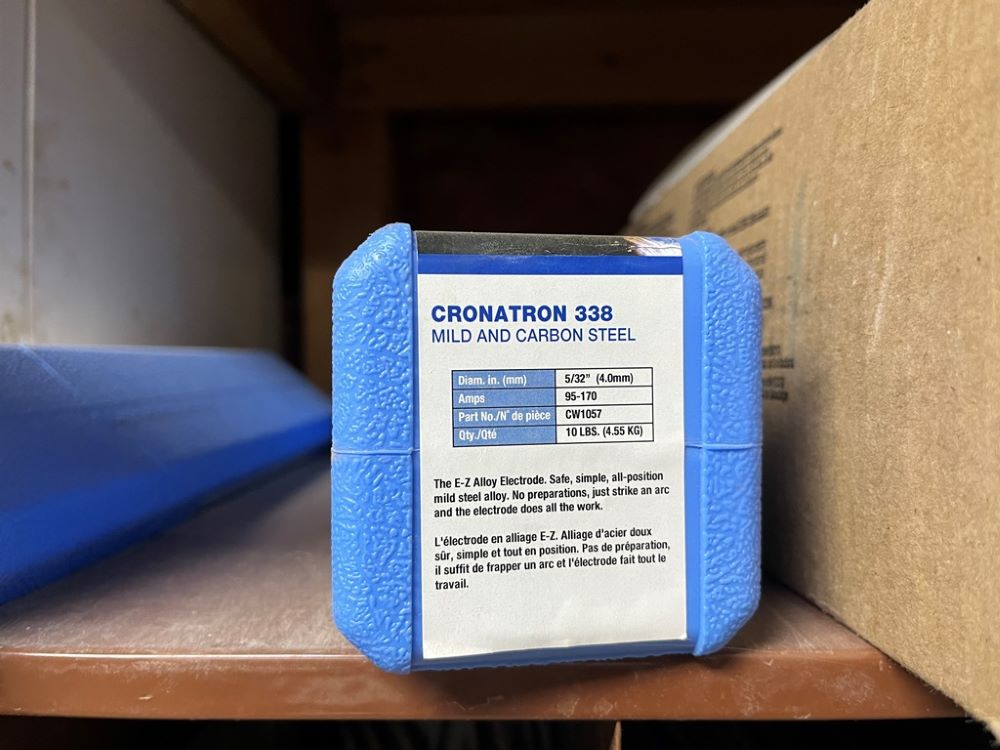 CRONATRON 338
MILD AND CARBON STEEL
Diam. in. (mm) 5/32" (4.0mm)
Amps 95-170
Part No./N° de pièce CW1057
Qty./Qté 10 LBS. (4.55 KG)
The E-Z Alloy Electrode. Safe, simple, all-position
mild steel alloy. No preparations, just strike an arc
and the electrode does all the work.
L'électrode en alliage E-Z. Alliage d'acier doux
sûr, simple et tout en position. Pas de préparation,
il suffit de frapper un arc et l'électrode fait tout le
travail.